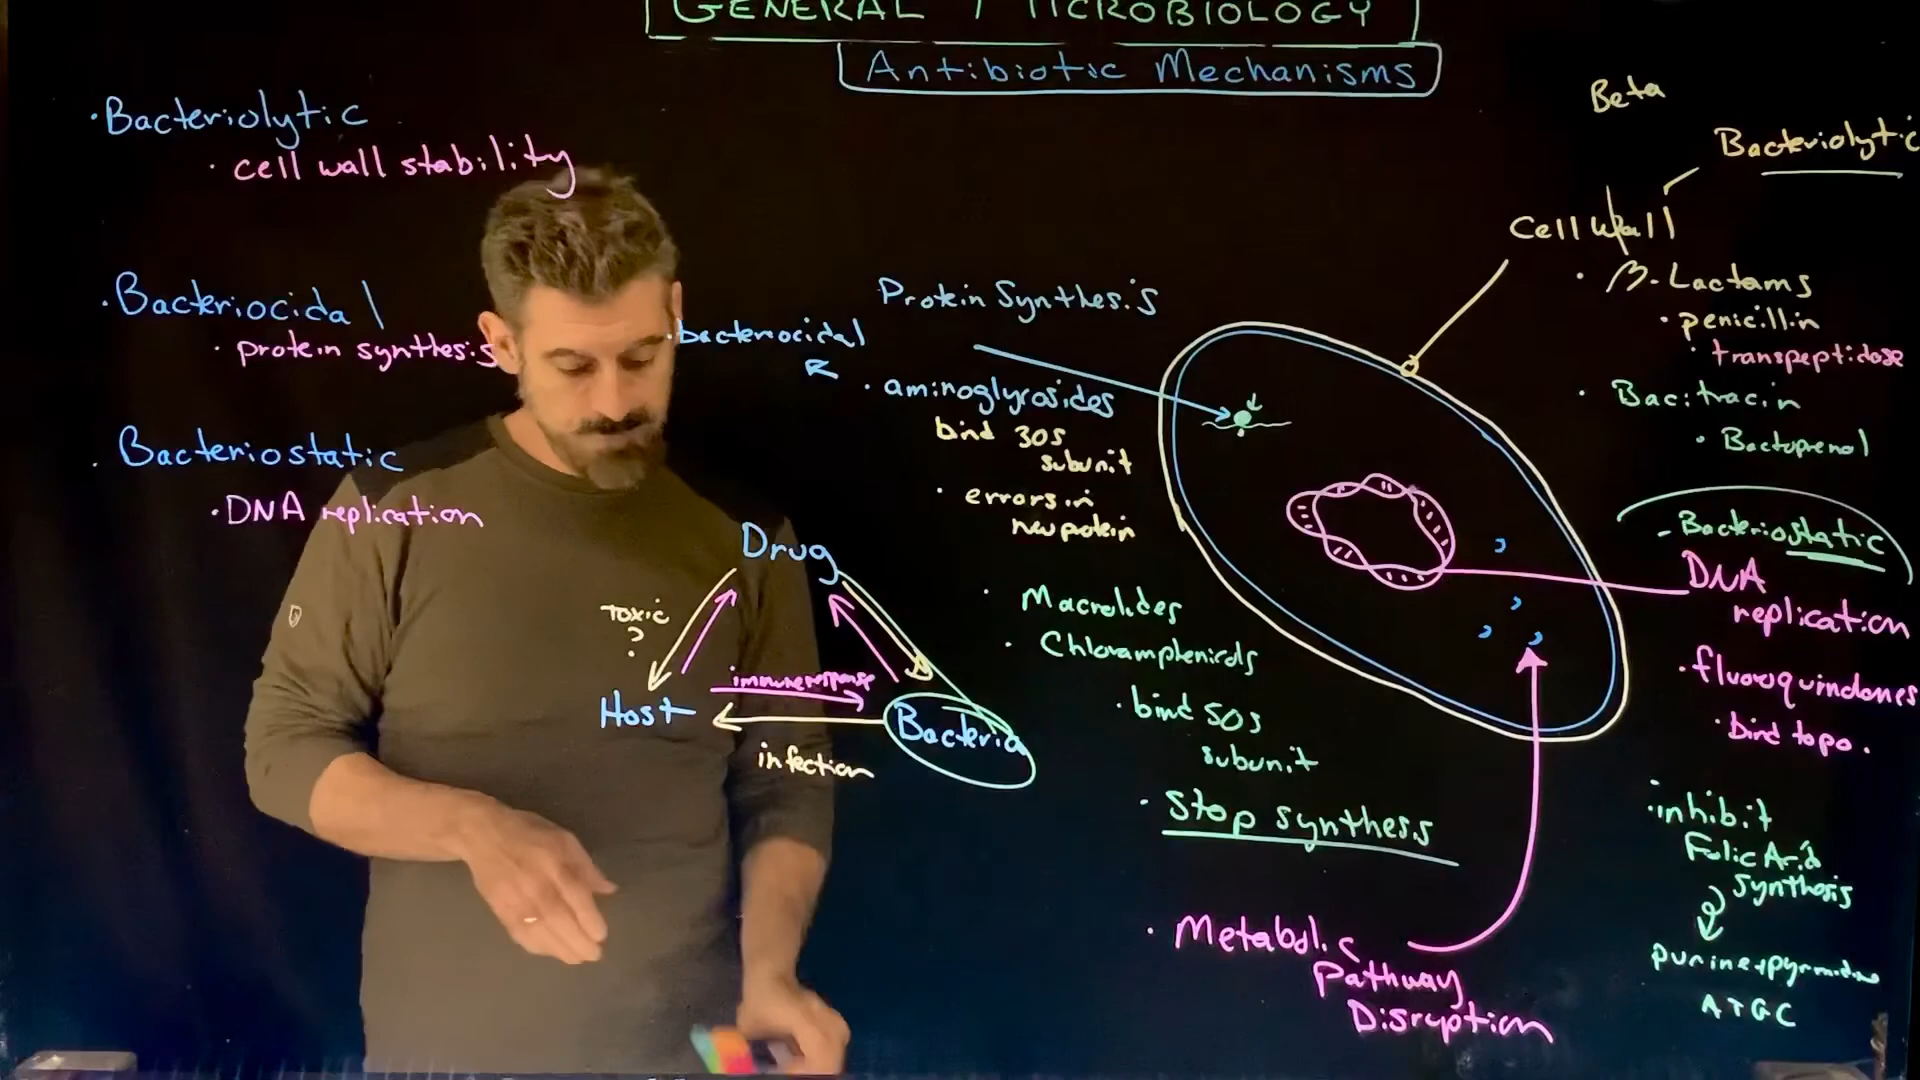 GENERAL MICROBIOLOGY
Antibiotic Mechanisms
· Bacteriolytic
· cell wall stability
· Bacteriocidal
· protein synthesis
· Bacteriostatic
· DNA replication
Drug
Toxic
?
immune response
Host
Bacteria
infection
Protein Synthesis
· bacteriocidal
· aminoglycosides
bind 30s
subunit
· errors in
new protein
· Macrolides
· Chloramphenicols
· bind 50s
subunit
· Stop synthesis
· Metabolic
Pathway
Disruption
Beta
Bacteriolytic
Cell Wall
· β-Lactams
· penicillin
· transpeptidase
· Bacitracin
· Bactoprenol
- Bacteriostatic
DNA
replication
· fluoroquinolones
· bind topo.
· inhibit
Folic Acid
Synthesis
purine + pyrmidine
ATGC